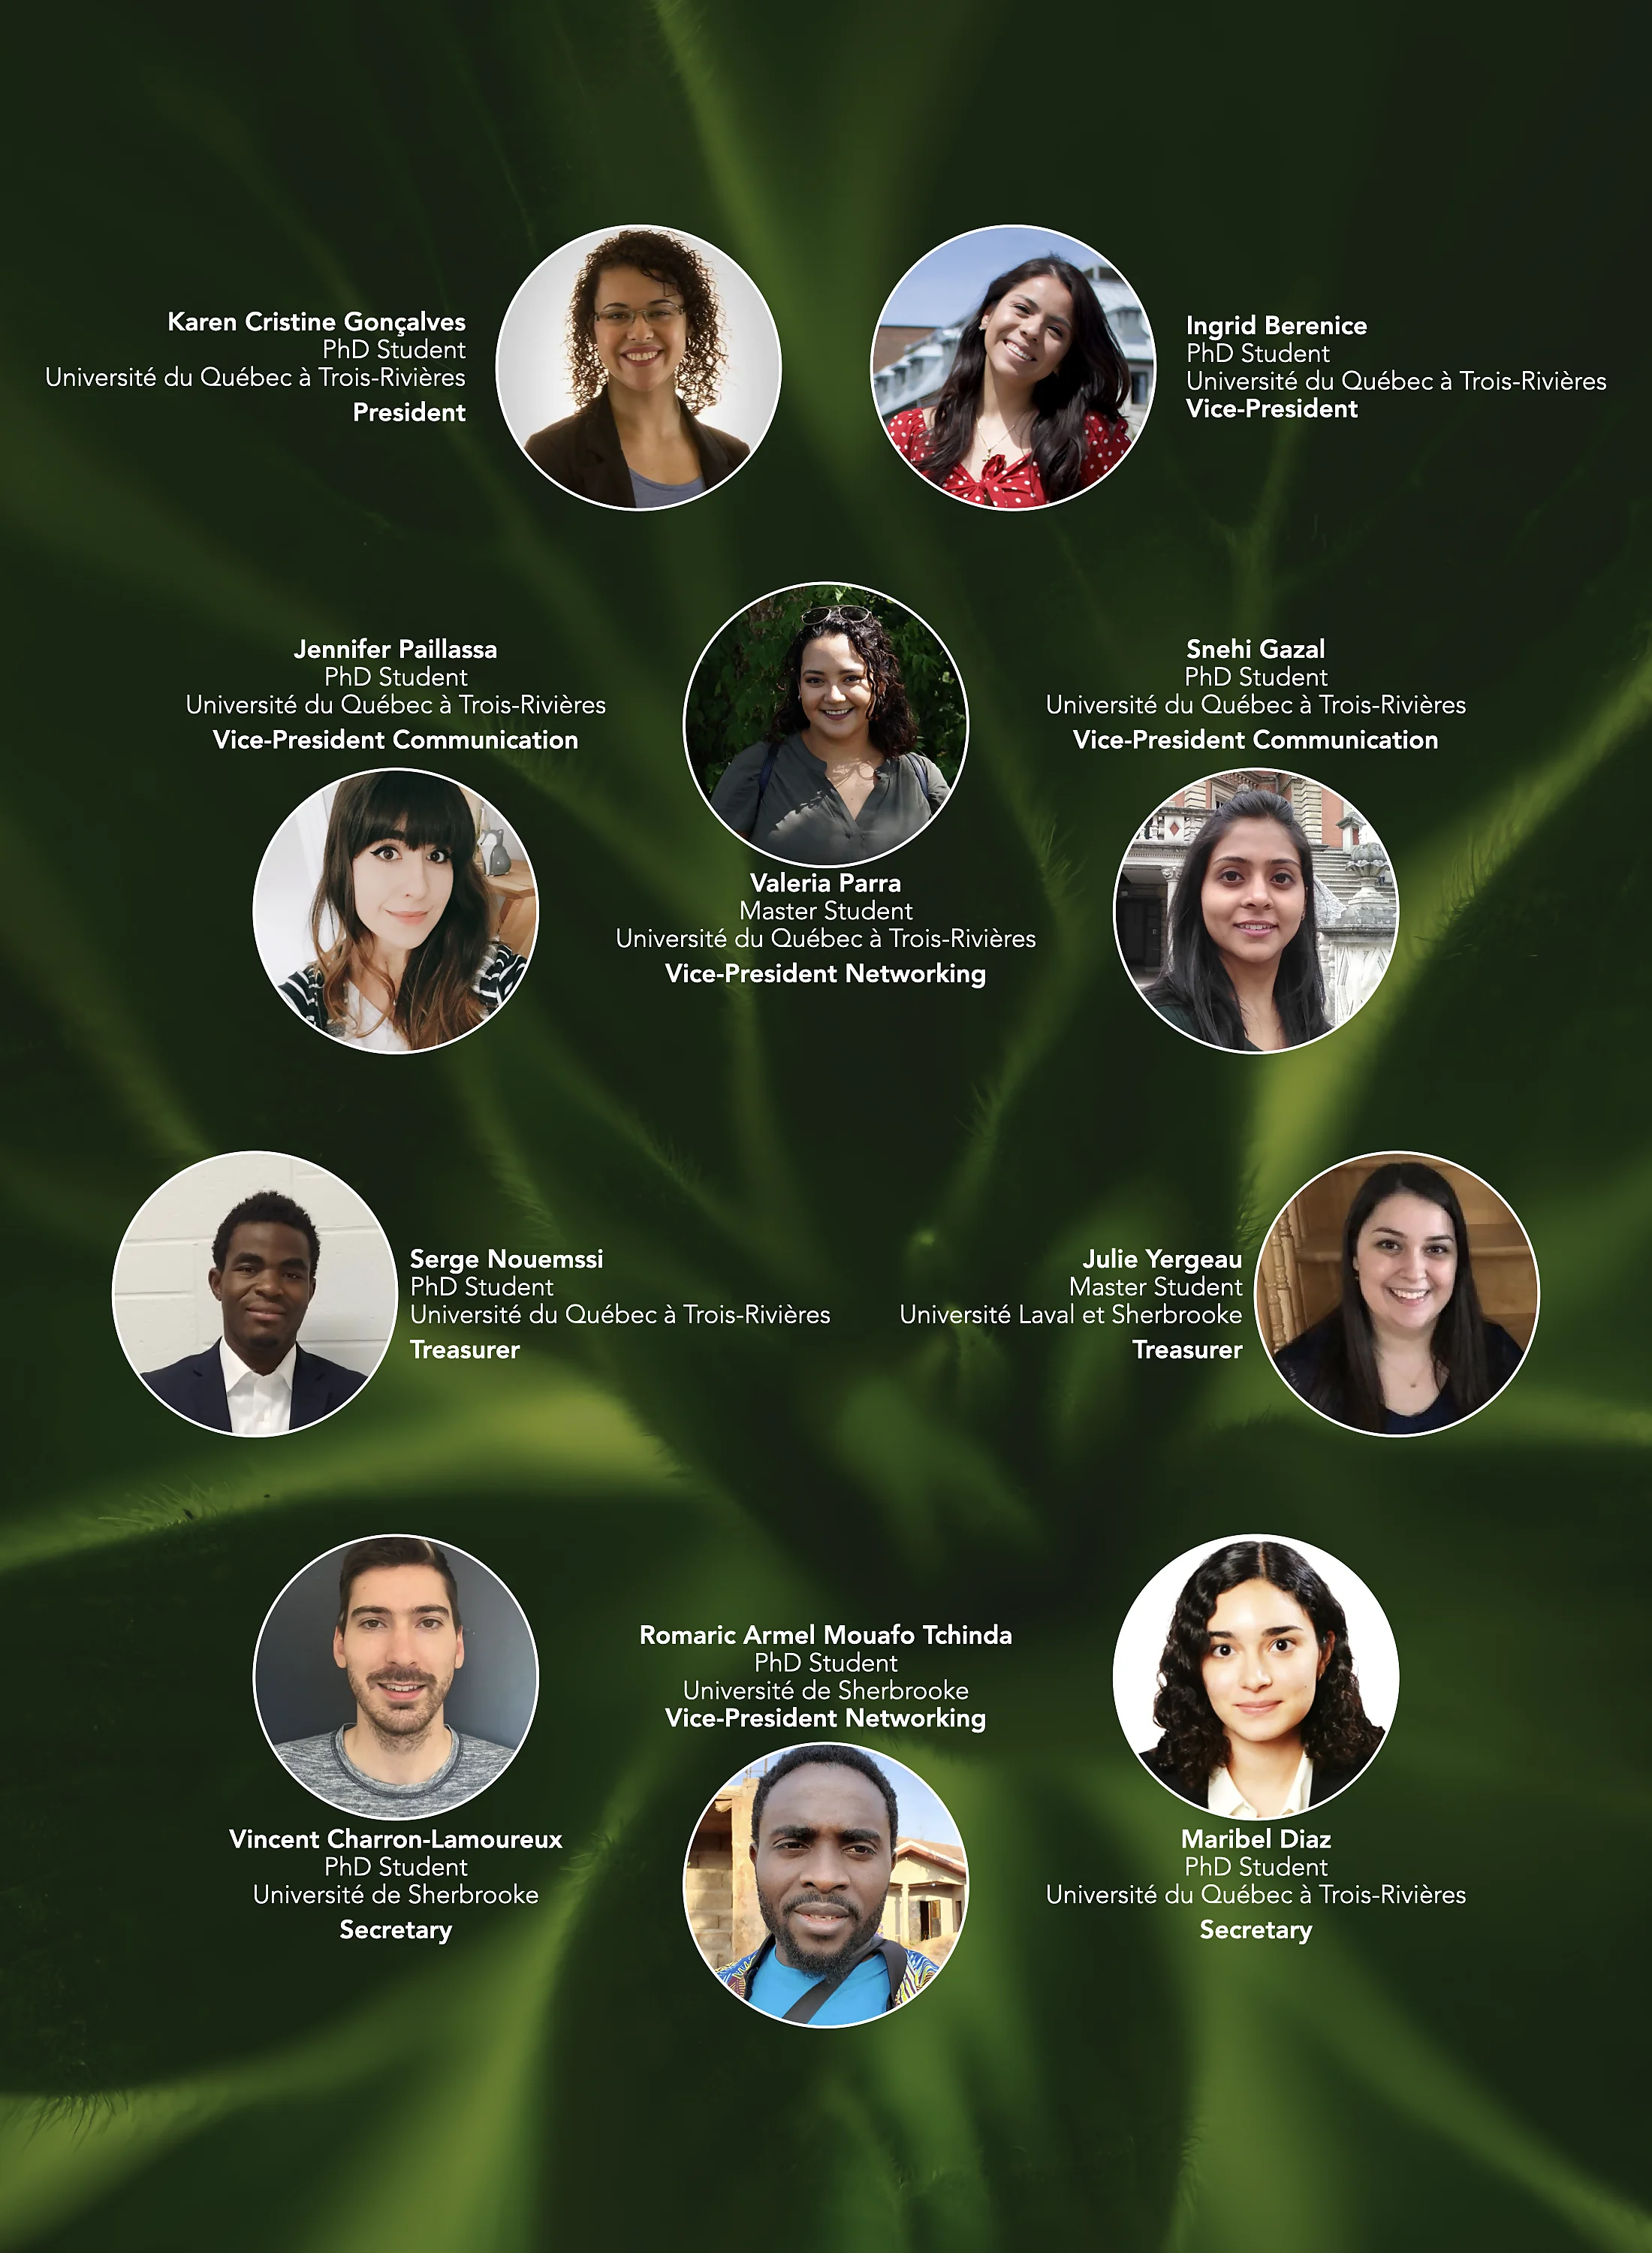 Karen Cristine Gonçalves
PhD Student
Université du Québec à Trois-Rivières
President
Ingrid Berenice
PhD Student
Université du Québec à Trois-Rivières
Vice-President
Jennifer Paillassa
PhD Student
Université du Québec à Trois-Rivières
Vice-President Communication
Valeria Parra
Master Student
Université du Québec à Trois-Rivières
Vice-President Networking
Snehi Gazal
PhD Student
Université du Québec à Trois-Rivières
Vice-President Communication
Serge Nouemssi
PhD Student
Université du Québec à Trois-Rivières
Treasurer
Julie Yergeau
Master Student
Université Laval et Sherbrooke
Treasurer
Vincent Charron-Lamoureux
PhD Student
Université de Sherbrooke
Secretary
Romaric Armel Mouafo Tchinda
PhD Student
Université de Sherbrooke
Vice-President Networking
Maribel Diaz
PhD Student
Université du Québec à Trois-Rivières
Secretary